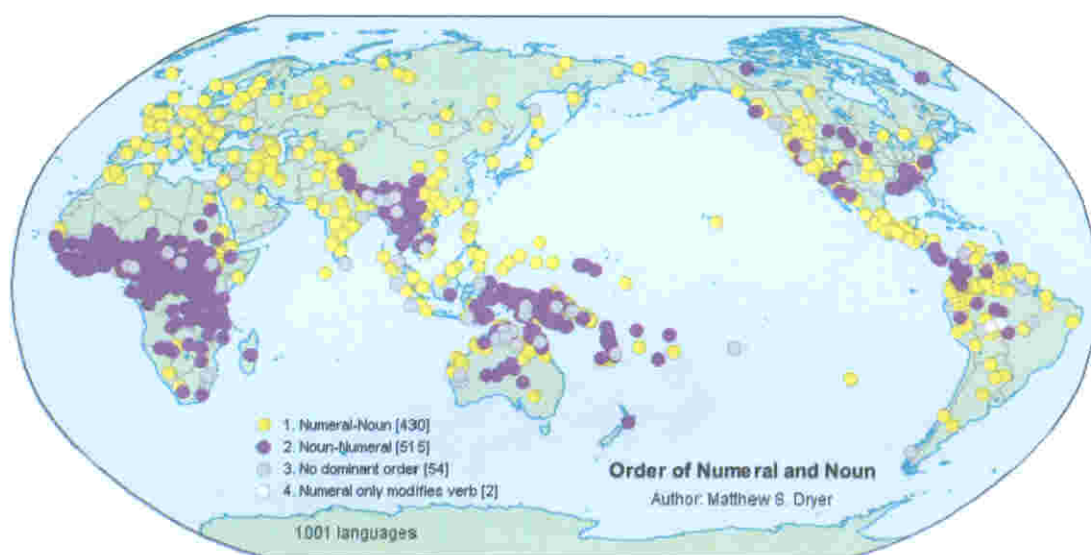 1. Numeral-Noun [430]
2. Noun-Numeral [515]
3. No dominant order [54]
4. Numeral only modifies verb [2]
1001 languages
Order of Numeral and Noun
Author: Matthew S. Dryer